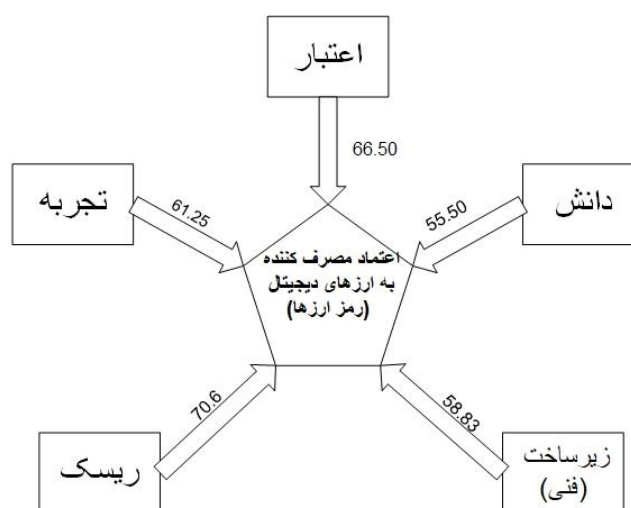 اعتبار
66.50
تجربه
61.25
دانش
55.50
اعتماد مصرف کننده
به ارزهای دیجیتال
(رمز ارزها)
70.6
58.83
ریسک
زیرساخت
(فنی)